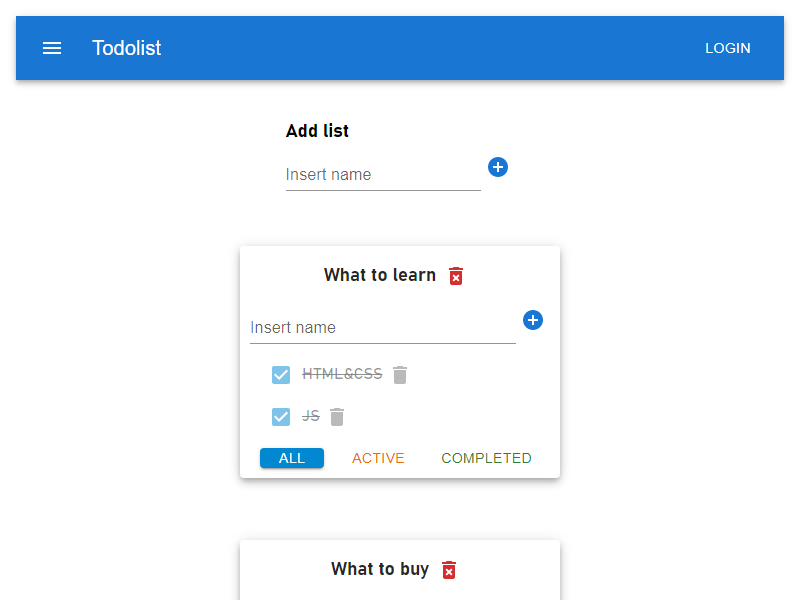 Todolist LOGIN
Add list
Insert name
What to learn
Insert name
HTML&CSS
JS
ALL ACTIVE COMPLETED
What to buy